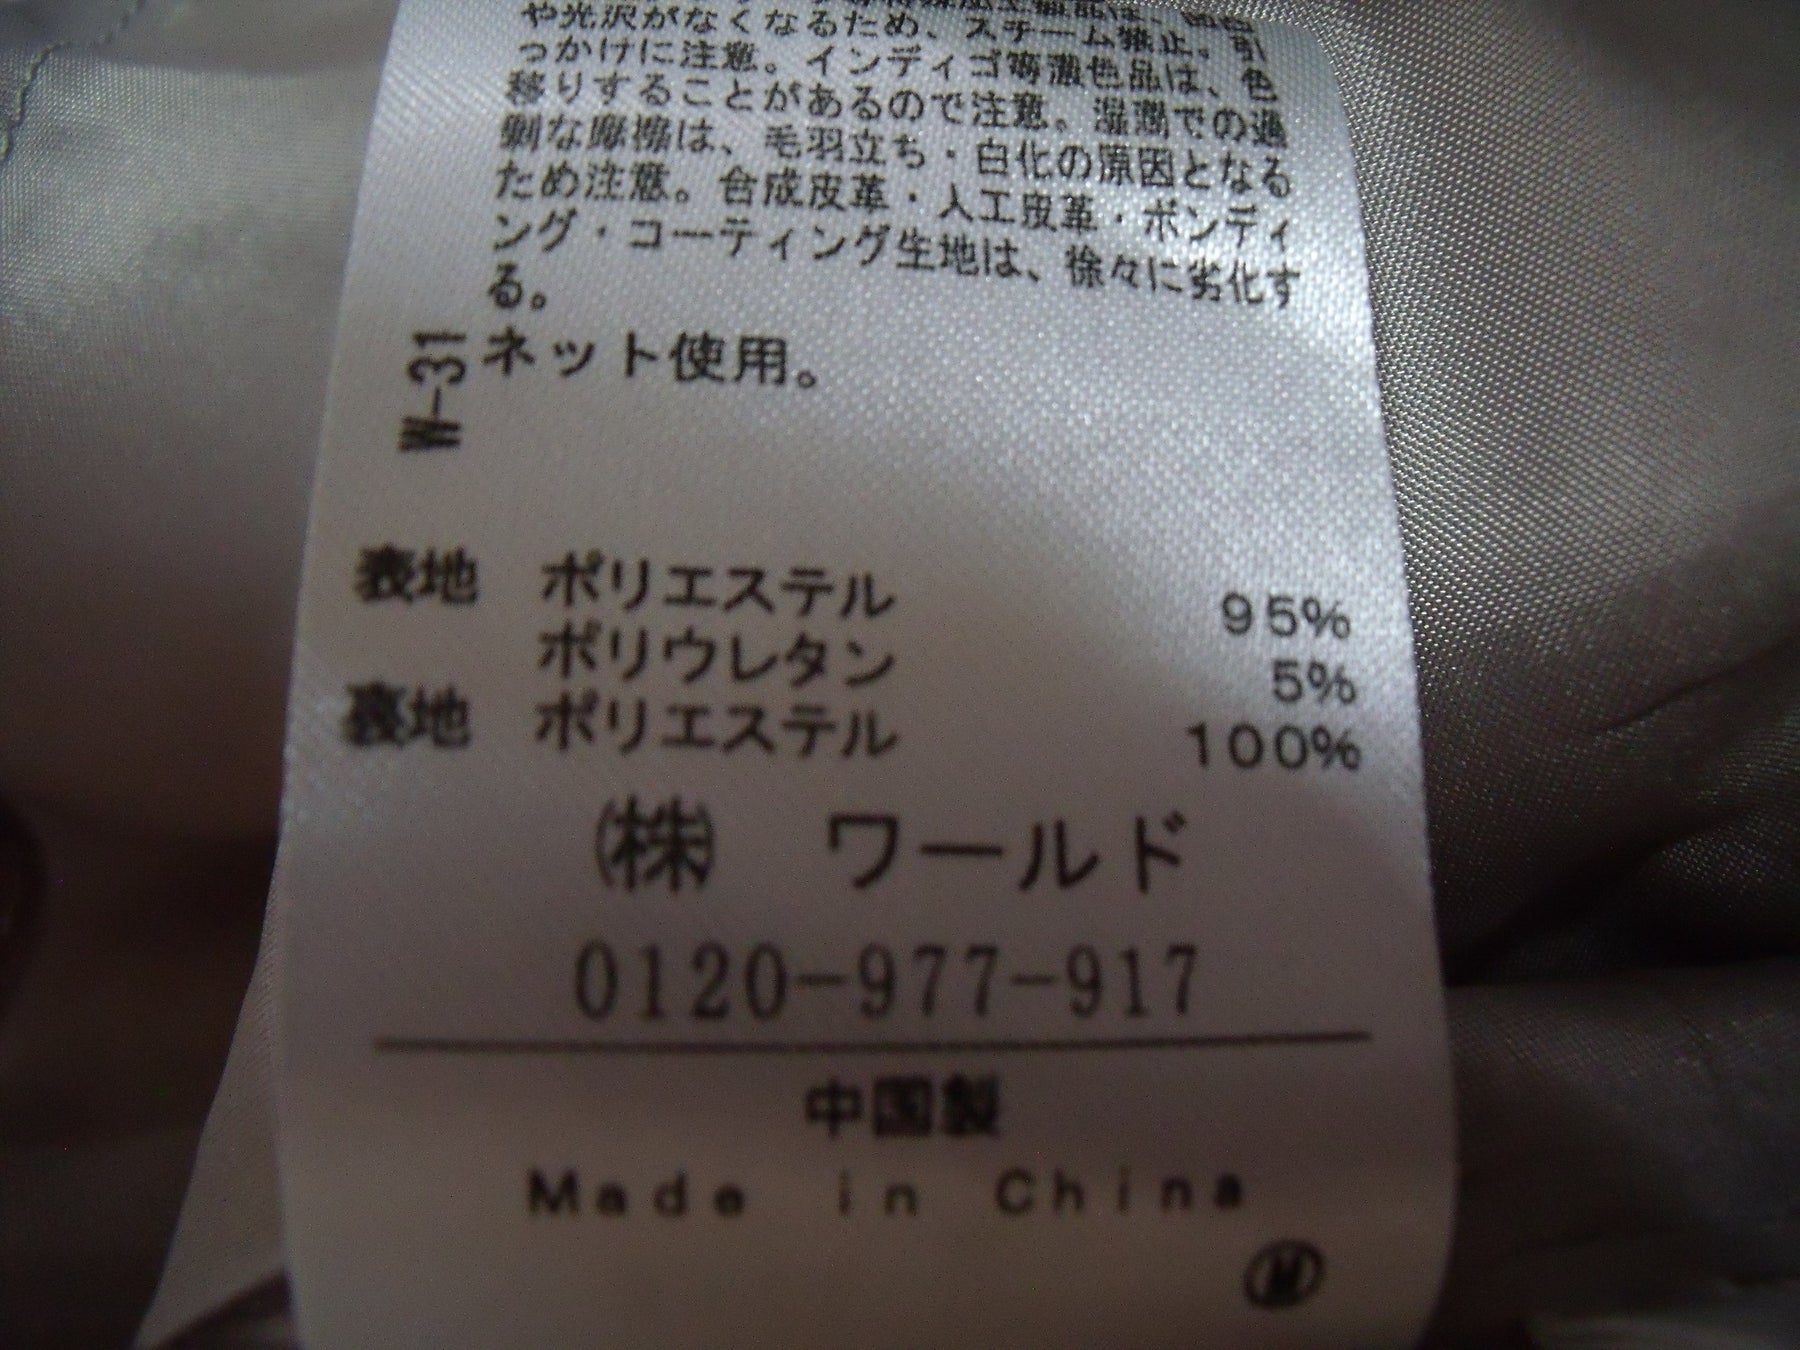 や光沢がなくなるため、スチーム禁止。引
っかけに注意。インディゴ等濃色品は、色
移りすることがあるので注意。湿潤での過
剰な摩擦は、毛羽立ち・白化の原因となる
ため注意。合成皮革・人工皮革・ボンディ
ング・コーティング生地は、徐々に劣化す
る。
ネット使用。
W-31
表地 ポリエステル 95%
ポリウレタン 5%
裏地 ポリエステル 100%
㈱ ワールド
0120-977-917
中国製
Made in China
M